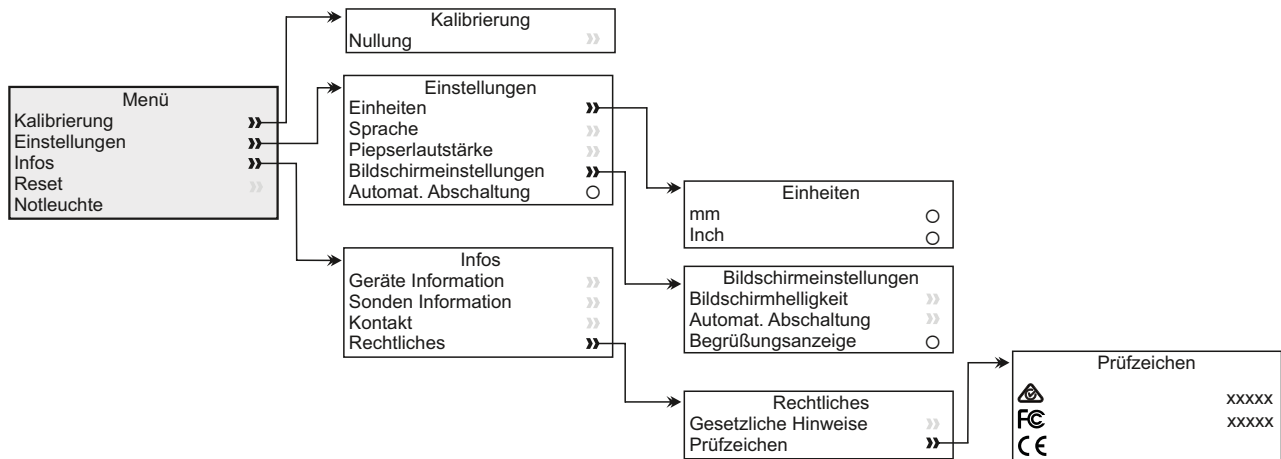 Menü
Kalibrierung
Einstellungen
Infos
Reset
Notleuchte
Kalibrierung
Nullung
Einstellungen
Einheiten
Sprache
Piepserlautstärke
Bildschirmeinstellungen
Automat. Abschaltung
Infos
Geräte Information
Sonden Information
Kontakt
Rechtliches
Einheiten
mm
Inch
Bildschirmeinstellungen
Bildschirmhelligkeit
Automat. Abschaltung
Begrüßungsanzeige
Rechtliches
Gesetzliche Hinweise
Prüfzeichen
Prüfzeichen
xxxxx
FC xxxxx
CE